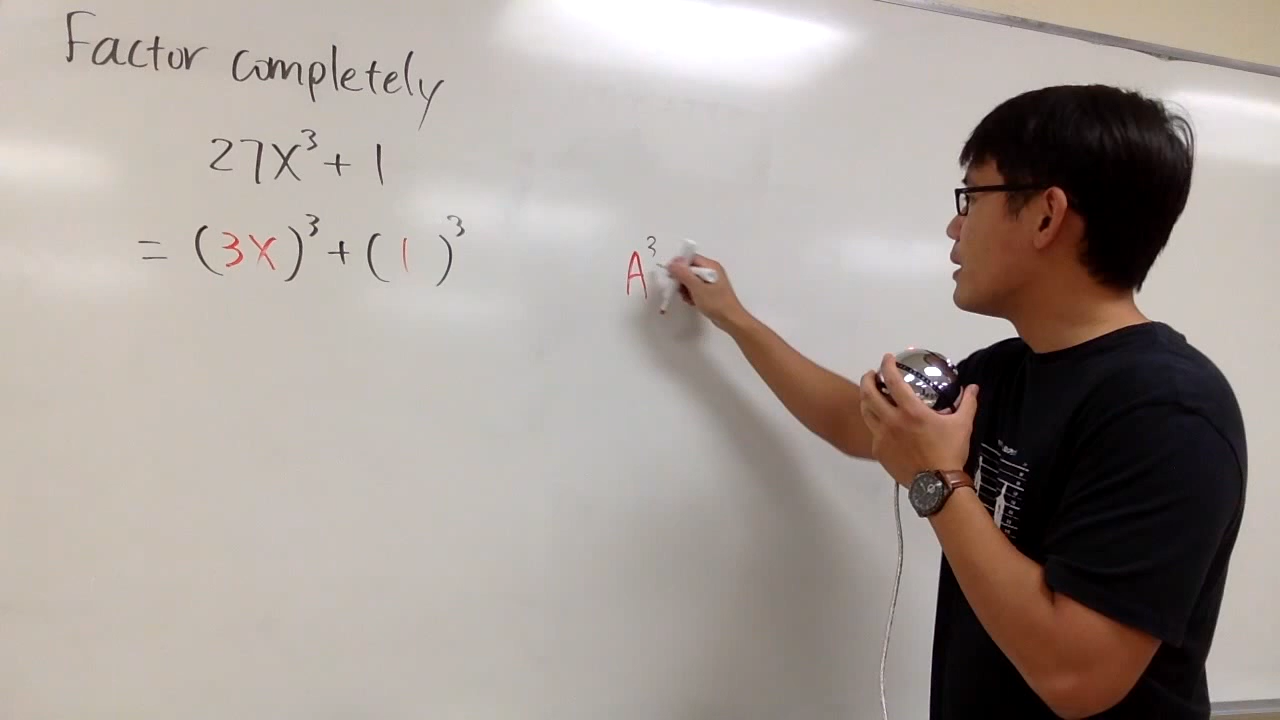 Factor completely
27x³ + 1
= (3x)³ + (1)³
A³